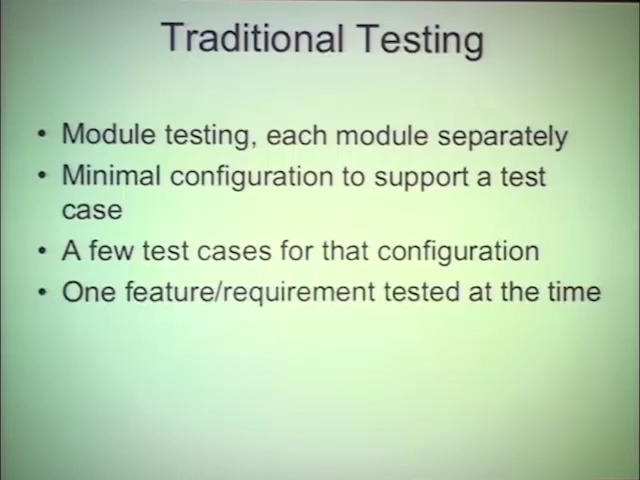 Traditional Testing
• Module testing, each module separately
• Minimal configuration to support a test
case
• A few test cases for that configuration
• One feature/requirement tested at the time